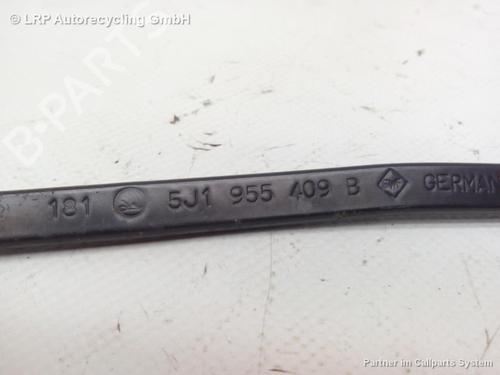 © LRP Autorecycling GmbH
B-PARTS
181 5J1 955 409 B GERMAN
Partner im Callparts System